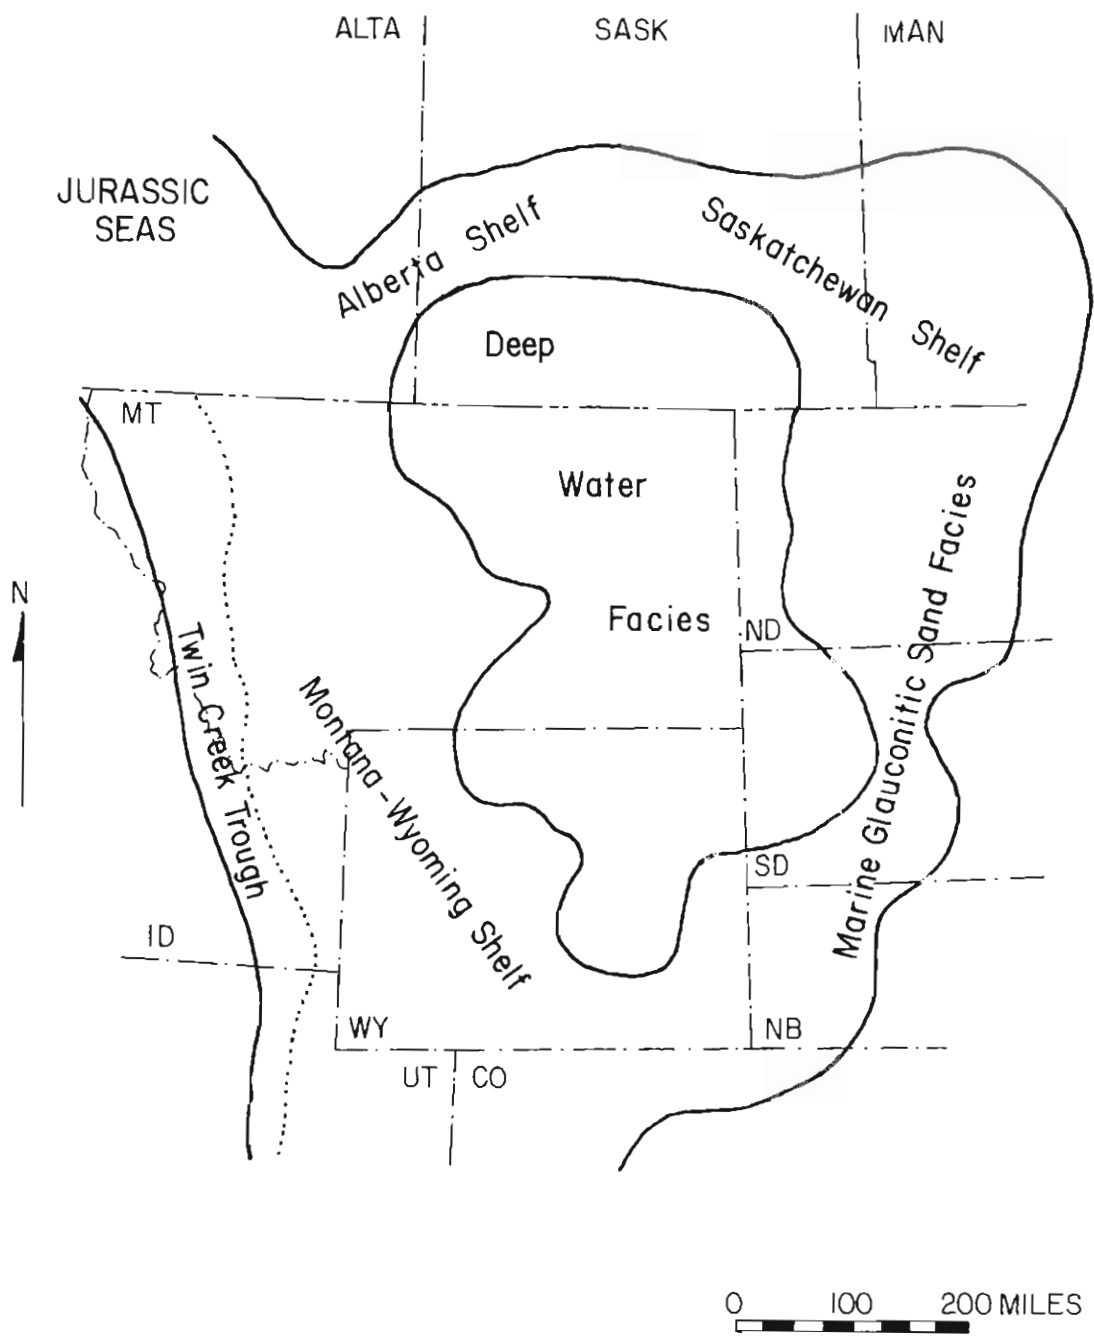 ALTA
SASK
MAN
JURASSIC
SEAS
Alberta Shelf
Saskatchewan Shelf
Deep
MT
Water
Marine Glauconitic Sand Facies
N
Facies
ND
Twin Creek Trough
Montana-Wyoming Shelf
SD
ID
WY
NB
UT
CO
0 100 200 MILES